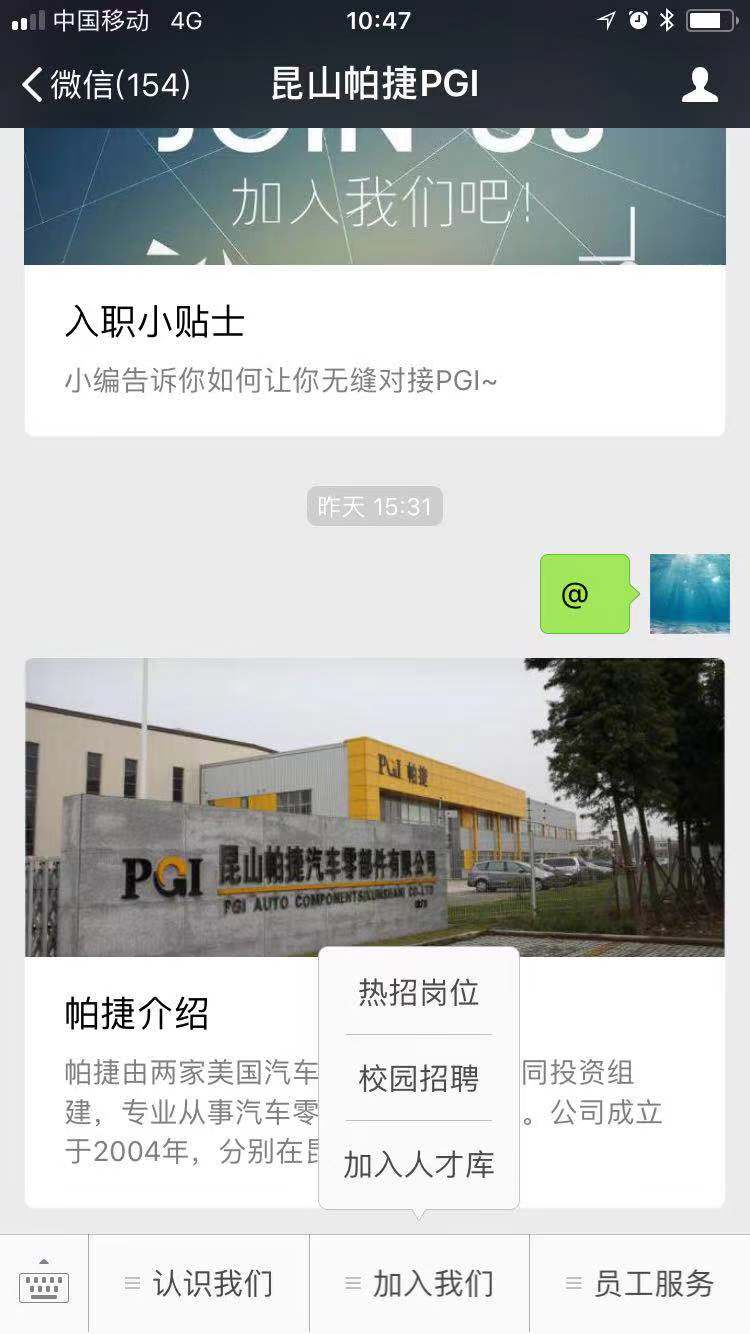 中国移动 4G 10:47
微信(154) 昆山帕捷PGI
JOIN US
加入我们吧!
入职小贴士
小编告诉你如何让你无缝对接PGI~
昨天 15:31
@
PGI 帕捷
PGI 昆山帕捷汽车零部件有限公司
PGI AUTO COMPONENTS(KUNSHAN) CO·LTD
帕捷介绍
帕捷由两家美国汽车
同投资组
建，专业从事汽车零
。公司成立
于2004年，分别在昆
热招岗位
校园招聘
加入人才库
认识我们
加入我们
员工服务